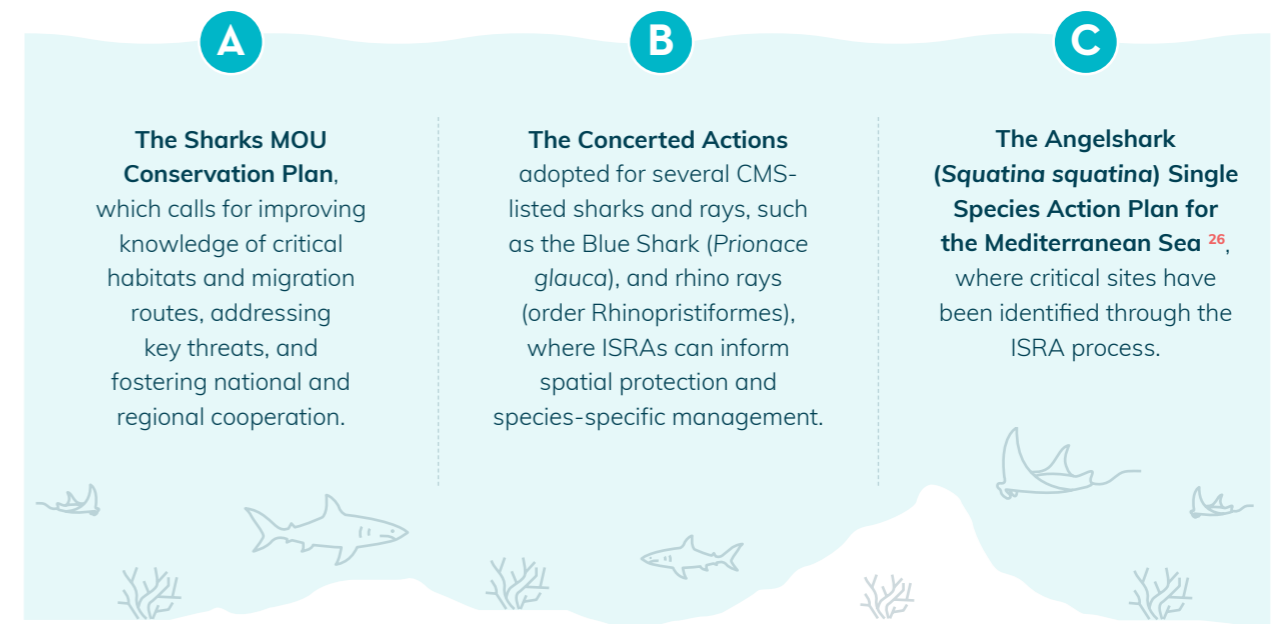 A
The Sharks MOU
Conservation Plan,
which calls for improving
knowledge of critical
habitats and migration
routes, addressing
key threats, and
fostering national and
regional cooperation.
B
The Concerted Actions
adopted for several CMS-
listed sharks and rays, such
as the Blue Shark (Prionace
glauca), and rhino rays
(order Rhinopristiformes),
where ISRAs can inform
spatial protection and
species-specific management.
C
The Angelshark
(Squatina squatina) Single
Species Action Plan for
the Mediterranean Sea 26,
where critical sites have
been identified through the
ISRA process.